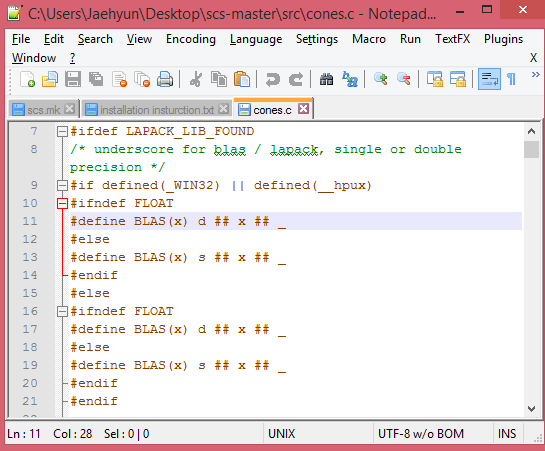 C:\Users\Jaehyun\Desktop\scs-master\src\cones.c - Notepad...
File Edit Search View Encoding Language Settings Macro Run TextFX Plugins
Window ? X
scs.mk installation insturction.txt cones.c
7 #ifdef LAPACK_LIB_FOUND
8 /* underscore for blas / lapack, single or double
precision */
9 #if defined(_WIN32) || defined(__hpux)
10 #ifndef FLOAT
11 #define BLAS(x) d ## x ## _
12 #else
13 #define BLAS(x) s ## x ## _
14 #endif
15 #else
16 #ifndef FLOAT
17 #define BLAS(x) d ## x ## _
18 #else
19 #define BLAS(x) s ## x ## _
20 #endif
21 #endif
Ln : 11 Col : 28 Sel : 0 | 0 UNIX UTF-8 w/o BOM INS